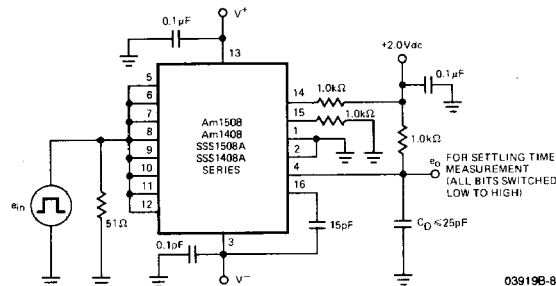 V+
0.1μF
13
+2.0Vdc
0.1μF
5
6
7
8
9
10
11
12
Am1508
Am1408
SSS1508A
SSS1408A
SERIES
14
1.0kΩ
15
1.0kΩ
1
2
4
16
1.0kΩ
eo
FOR SETTLING TIME
MEASUREMENT
(ALL BITS SWITCHED
LOW TO HIGH)
ein
51Ω
0.1pF
3
15pF
CO ≤ 25pF
V−
03919B-8